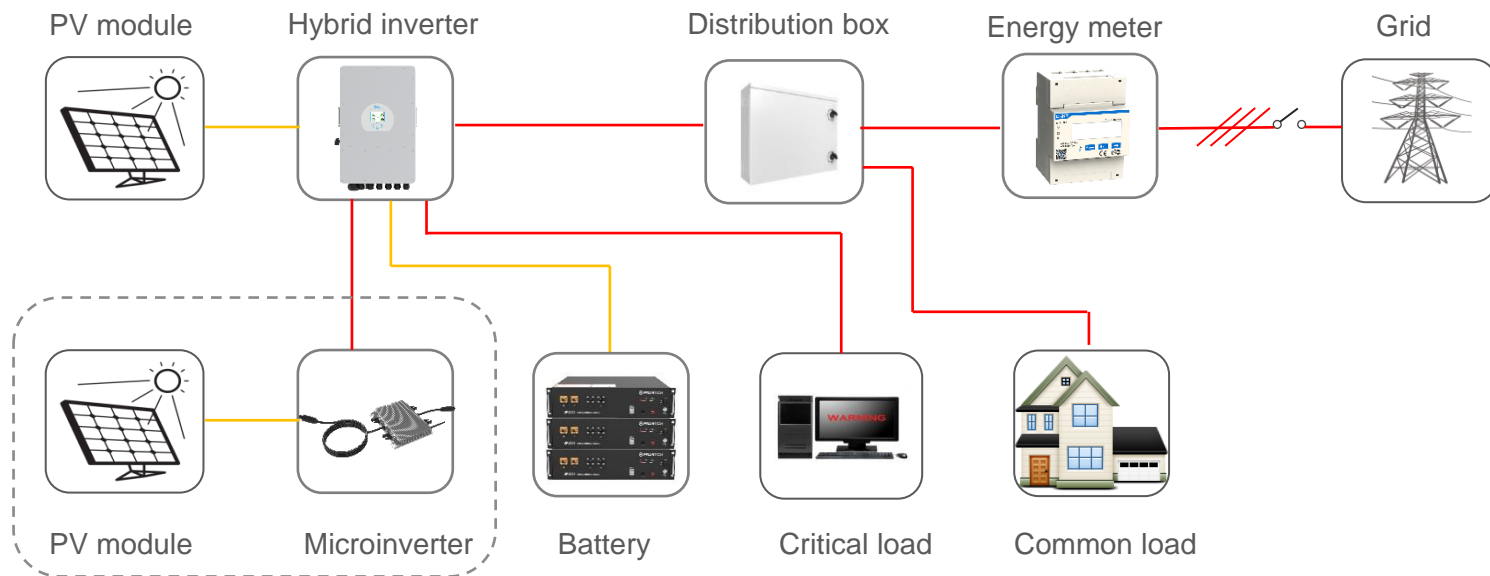 PV module
Hybrid inverter
Distribution box
Energy meter
Grid
WARNING
PV module
Microinverter
Battery
Critical load
Common load